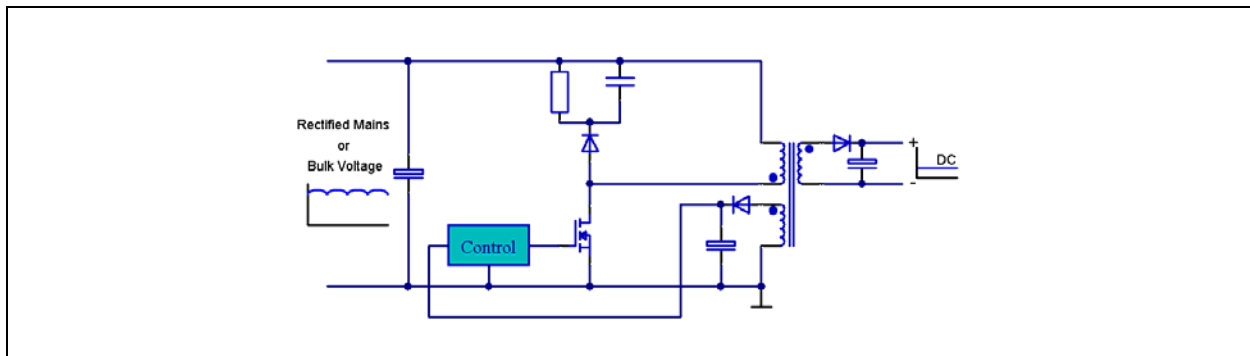 Rectified Mains
or
Bulk Voltage
Control
+
DC
-